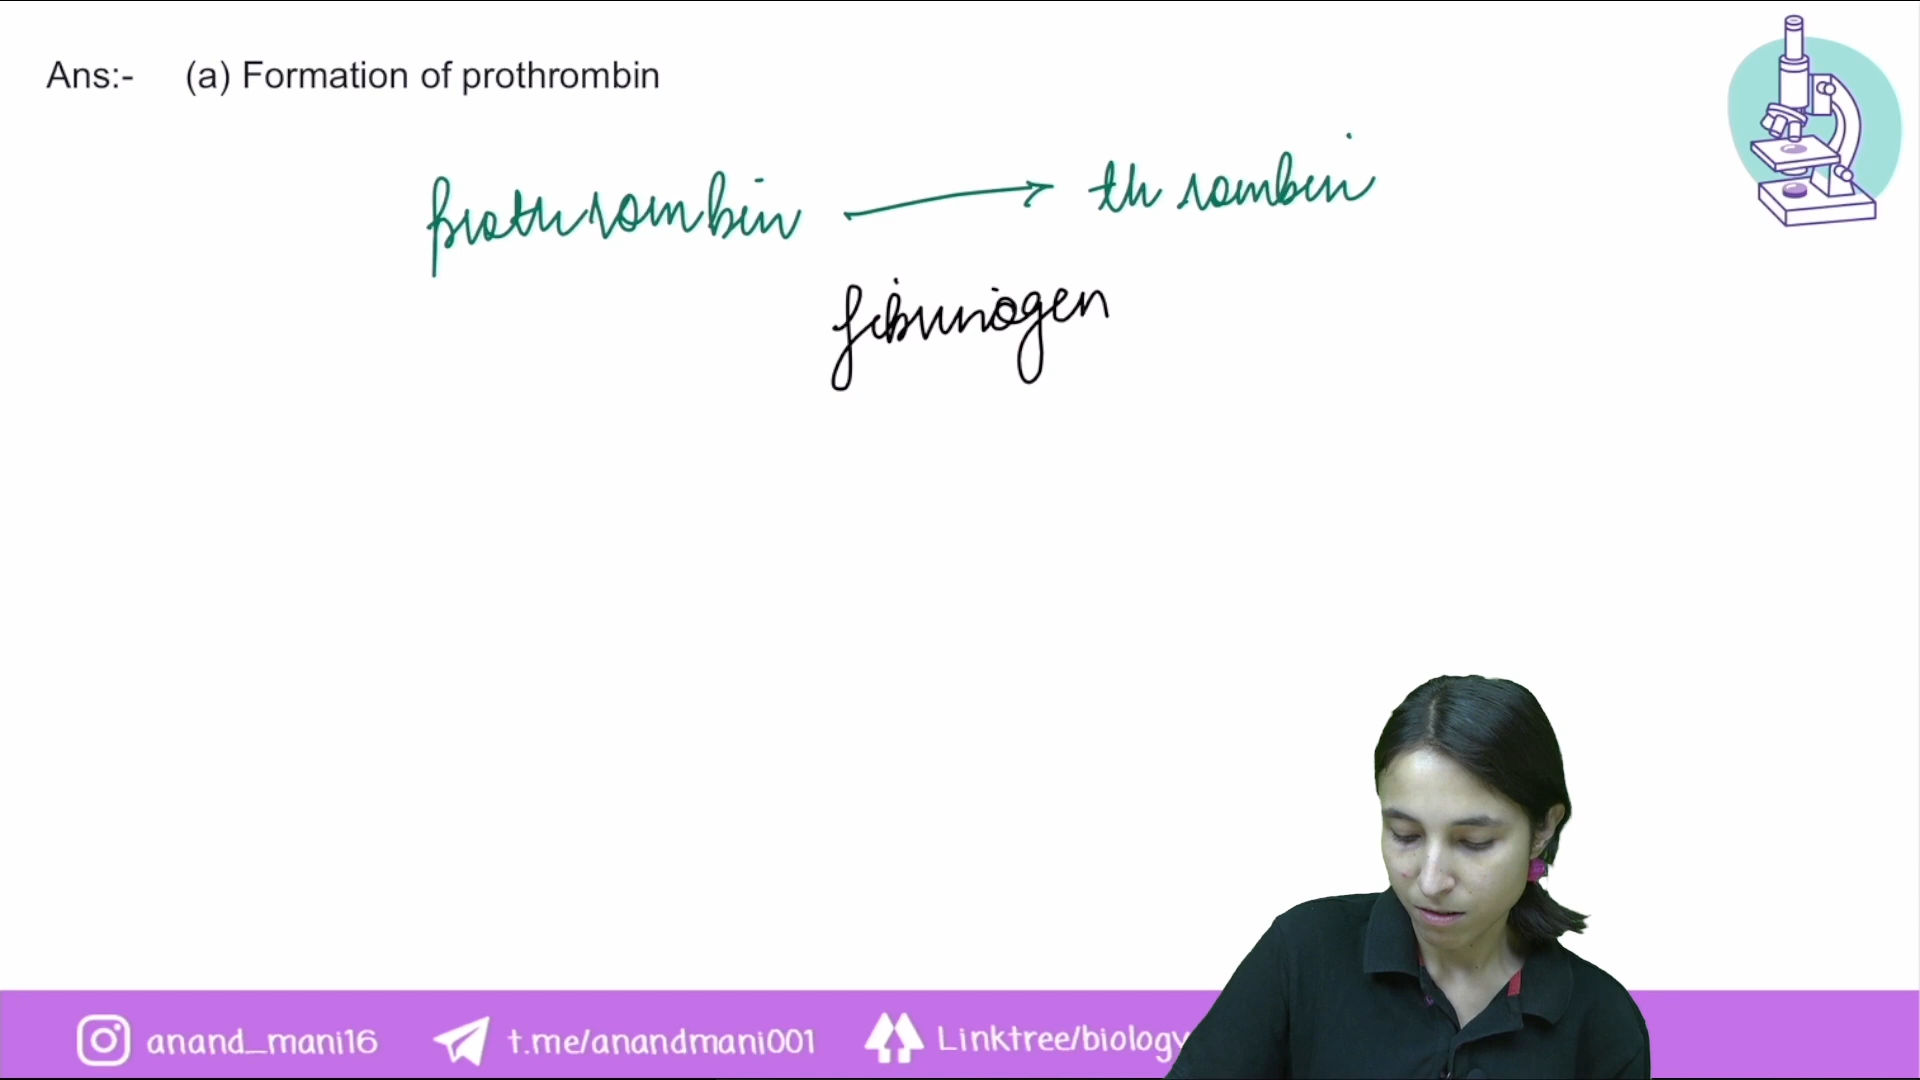 Ans:- (a) Formation of prothrombin
prothrombin → thrombin
fibrinogen
anand_mani16 t.me/anandmani001 Linktree/biology